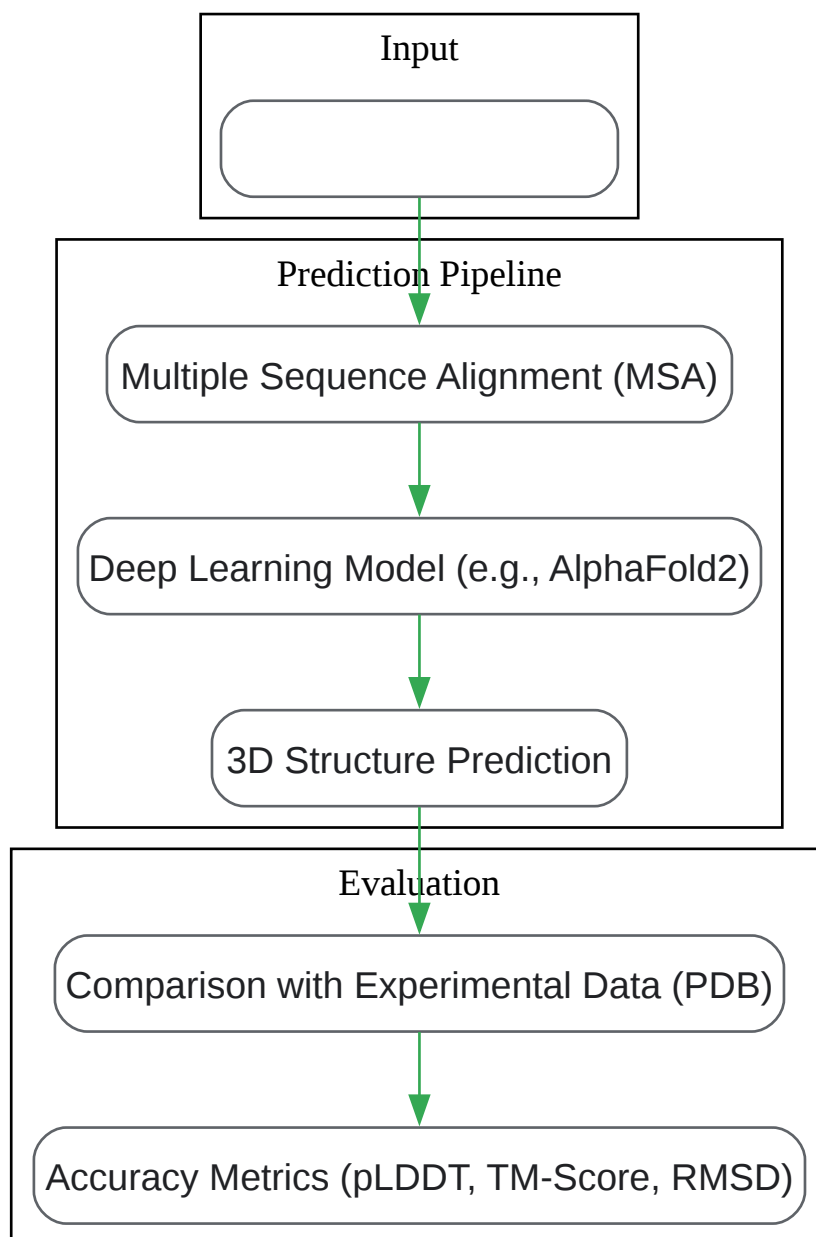 Input
Prediction Pipeline
Multiple Sequence Alignment (MSA)
Deep Learning Model (e.g., AlphaFold2)
3D Structure Prediction
Evaluation
Comparison with Experimental Data (PDB)
Accuracy Metrics (pLDDT, TM-Score, RMSD)